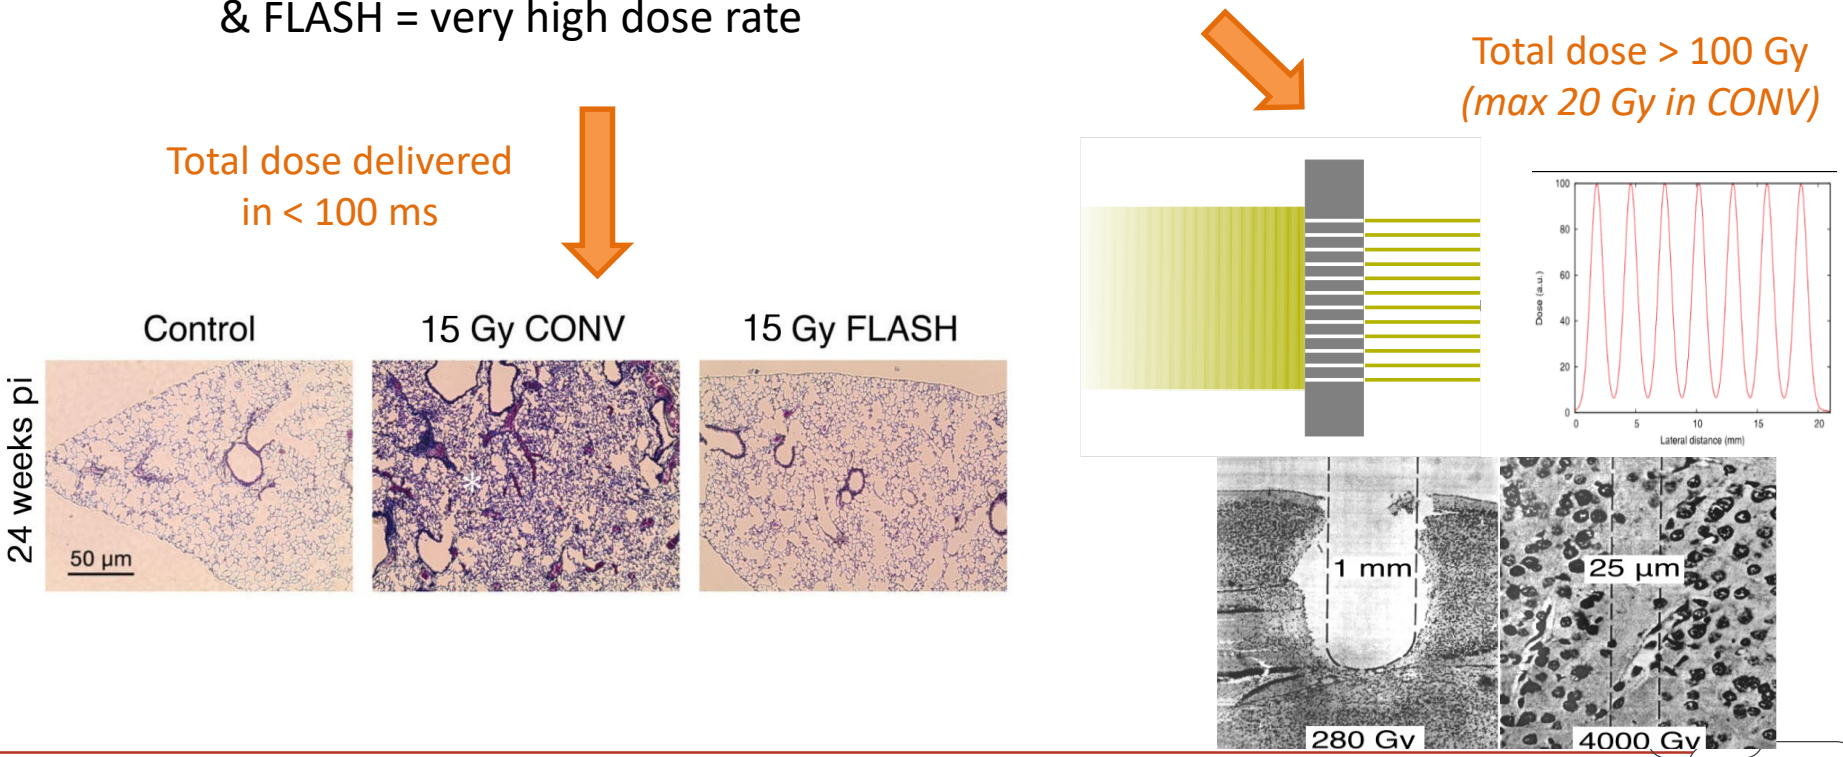 & FLASH = very high dose rate
Total dose delivered
in < 100 ms
Total dose > 100 Gy
(max 20 Gy in CONV)
Control
15 Gy CONV
15 Gy FLASH
24 weeks pi
50 µm
100
80
60
40
20
0
Dose (a.u.)
0 5 10 15 20
Lateral distance (mm)
1 mm
25 µm
280 Gy
4000 Gy